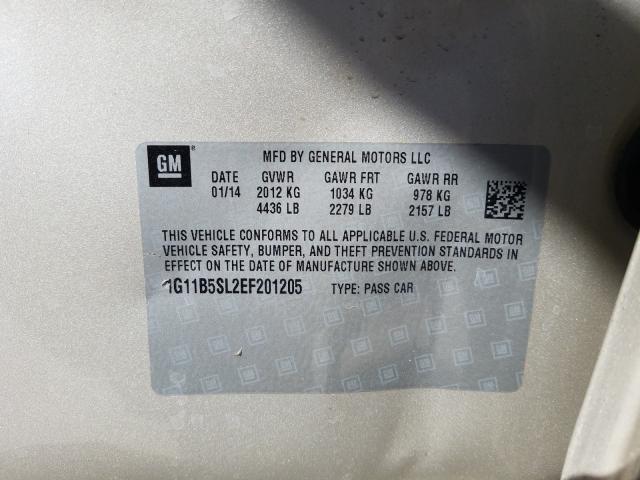 GM ® MFD BY GENERAL MOTORS LLC
DATE GVWR GAWR FRT GAWR RR
01/14 2012 KG 1034 KG 978 KG
4436 LB 2279 LB 2157 LB
THIS VEHICLE CONFORMS TO ALL APPLICABLE U.S. FEDERAL MOTOR
VEHICLE SAFETY, BUMPER, AND THEFT PREVENTION STANDARDS IN
EFFECT ON THE DATE OF MANUFACTURE SHOWN ABOVE.
1G11B5SL2EF201205 TYPE: PASS CAR